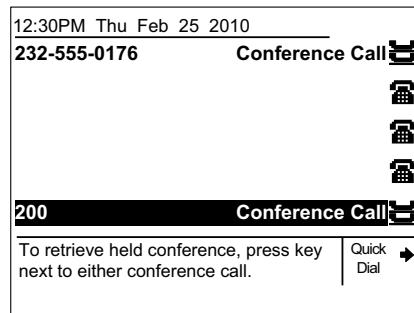 12:30PM Thu Feb 25 2010
232-555-0176 Conference Call
200 Conference Call
To retrieve held conference, press key
next to either conference call.
Quick
Dial